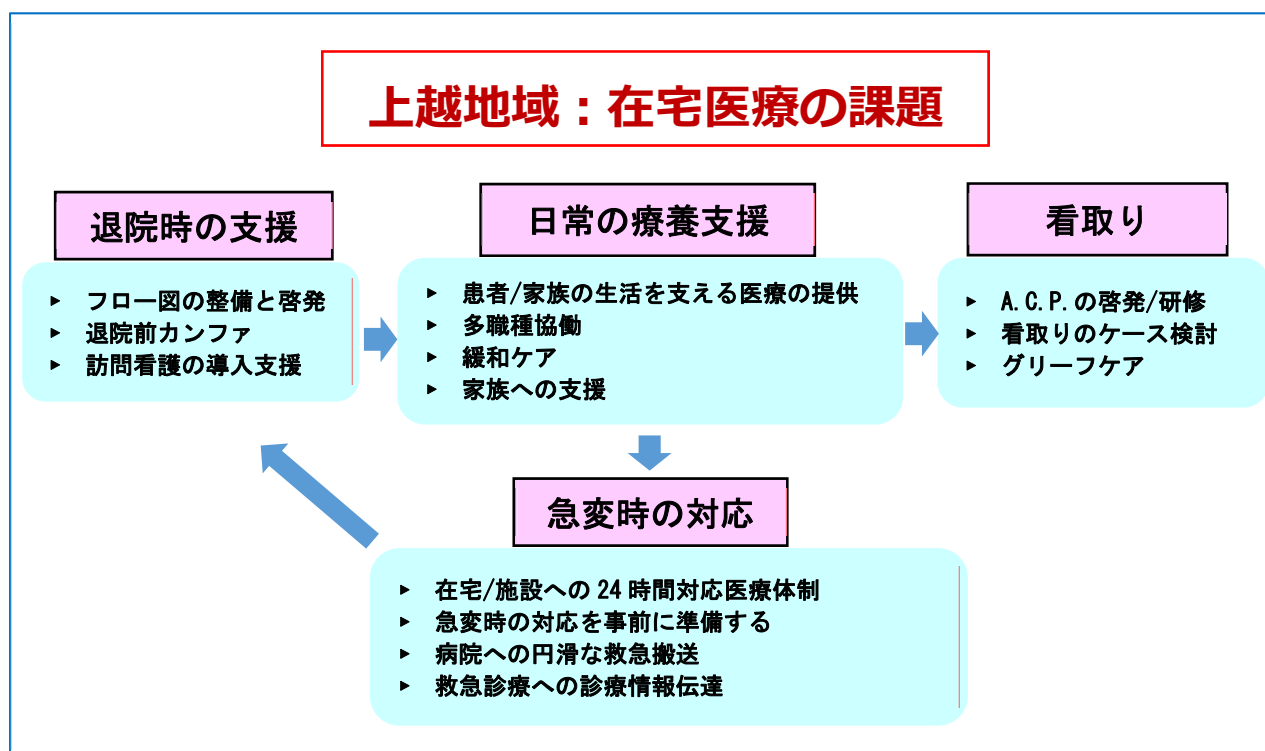 上越地域：在宅医療の課題
退院時の支援
▶ フロー図の整備と啓発
▶ 退院前カンファ
▶ 訪問看護の導入支援
日常の療養支援
▶ 患者/家族の生活を支える医療の提供
▶ 多職種協働
▶ 緩和ケア
▶ 家族への支援
看取り
▶ A.C.P.の啓発/研修
▶ 看取りのケース検討
▶ グリーフケア
急変時の対応
▶ 在宅/施設への24時間対応医療体制
▶ 急変時の対応を事前に準備する
▶ 病院への円滑な救急搬送
▶ 救急診療への診療情報伝達